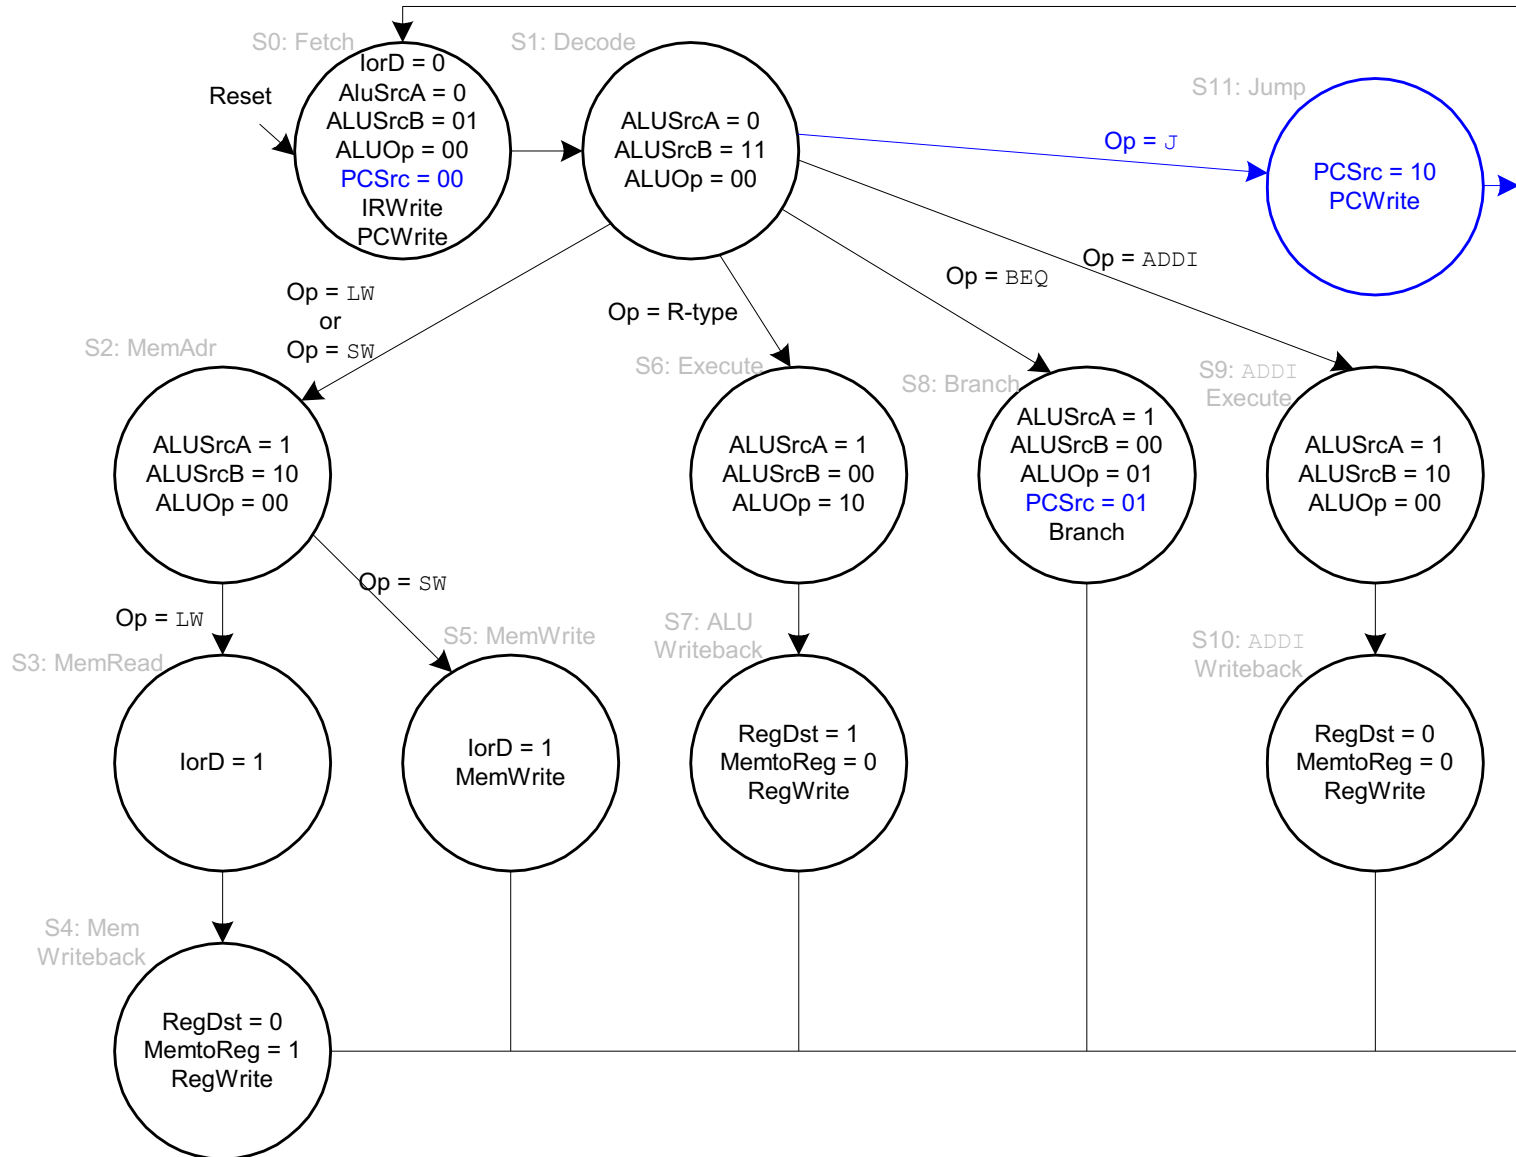 S0: Fetch
IorD = 0
AluSrcA = 0
ALUSrcB = 01
ALUOp = 00
PCSrc = 00
IRWrite
PCWrite
Reset
S1: Decode
ALUSrcA = 0
ALUSrcB = 11
ALUOp = 00
S11: Jump
Op = J
PCSrc = 10
PCWrite
Op = LW
or
Op = SW
Op = R-type
Op = BEQ
Op = ADDI
S2: MemAdr
ALUSrcA = 1
ALUSrcB = 10
ALUOp = 00
S6: Execute
ALUSrcA = 1
ALUSrcB = 00
ALUOp = 10
S8: Branch
ALUSrcA = 1
ALUSrcB = 00
ALUOp = 01
PCSrc = 01
Branch
S9: ADDI
Execute
ALUSrcA = 1
ALUSrcB = 10
ALUOp = 00
Op = LW
Op = SW
S3: MemRead
IorD = 1
S5: MemWrite
IorD = 1
MemWrite
S7: ALU
Writeback
RegDst = 1
MemtoReg = 0
RegWrite
S10: ADDI
Writeback
RegDst = 0
MemtoReg = 0
RegWrite
S4: Mem
Writeback
RegDst = 0
MemtoReg = 1
RegWrite